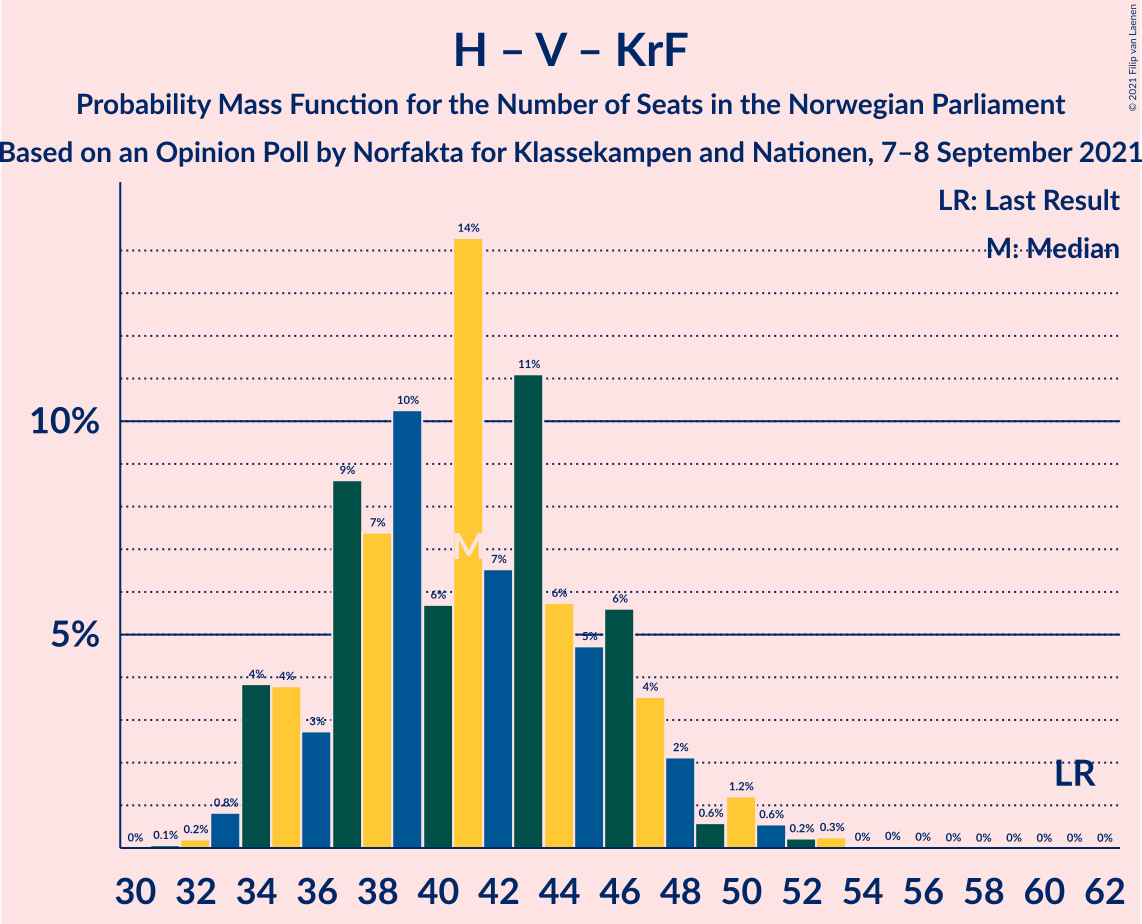 H – V – KrF
Probability Mass Function for the Number of Seats in the Norwegian Parliament
Based on an Opinion Poll by Norfakta for Klassekampen and Nationen, 7–8 September 2021
© 2021 Filip van Laenen
LR: Last Result
M: Median
10%
5%
0% 0.1% 0.2% 0.8% 4% 4% 3% 9% 7% 10% 6% 14% 7% 11% 6% 5% 6% 4% 2% 0.6% 1.2% 0.6% 0.2% 0.3% 0% 0% 0% 0% 0% 0% 0% 0% 0%
M
LR
30 32 34 36 38 40 42 44 46 48 50 52 54 56 58 60 62